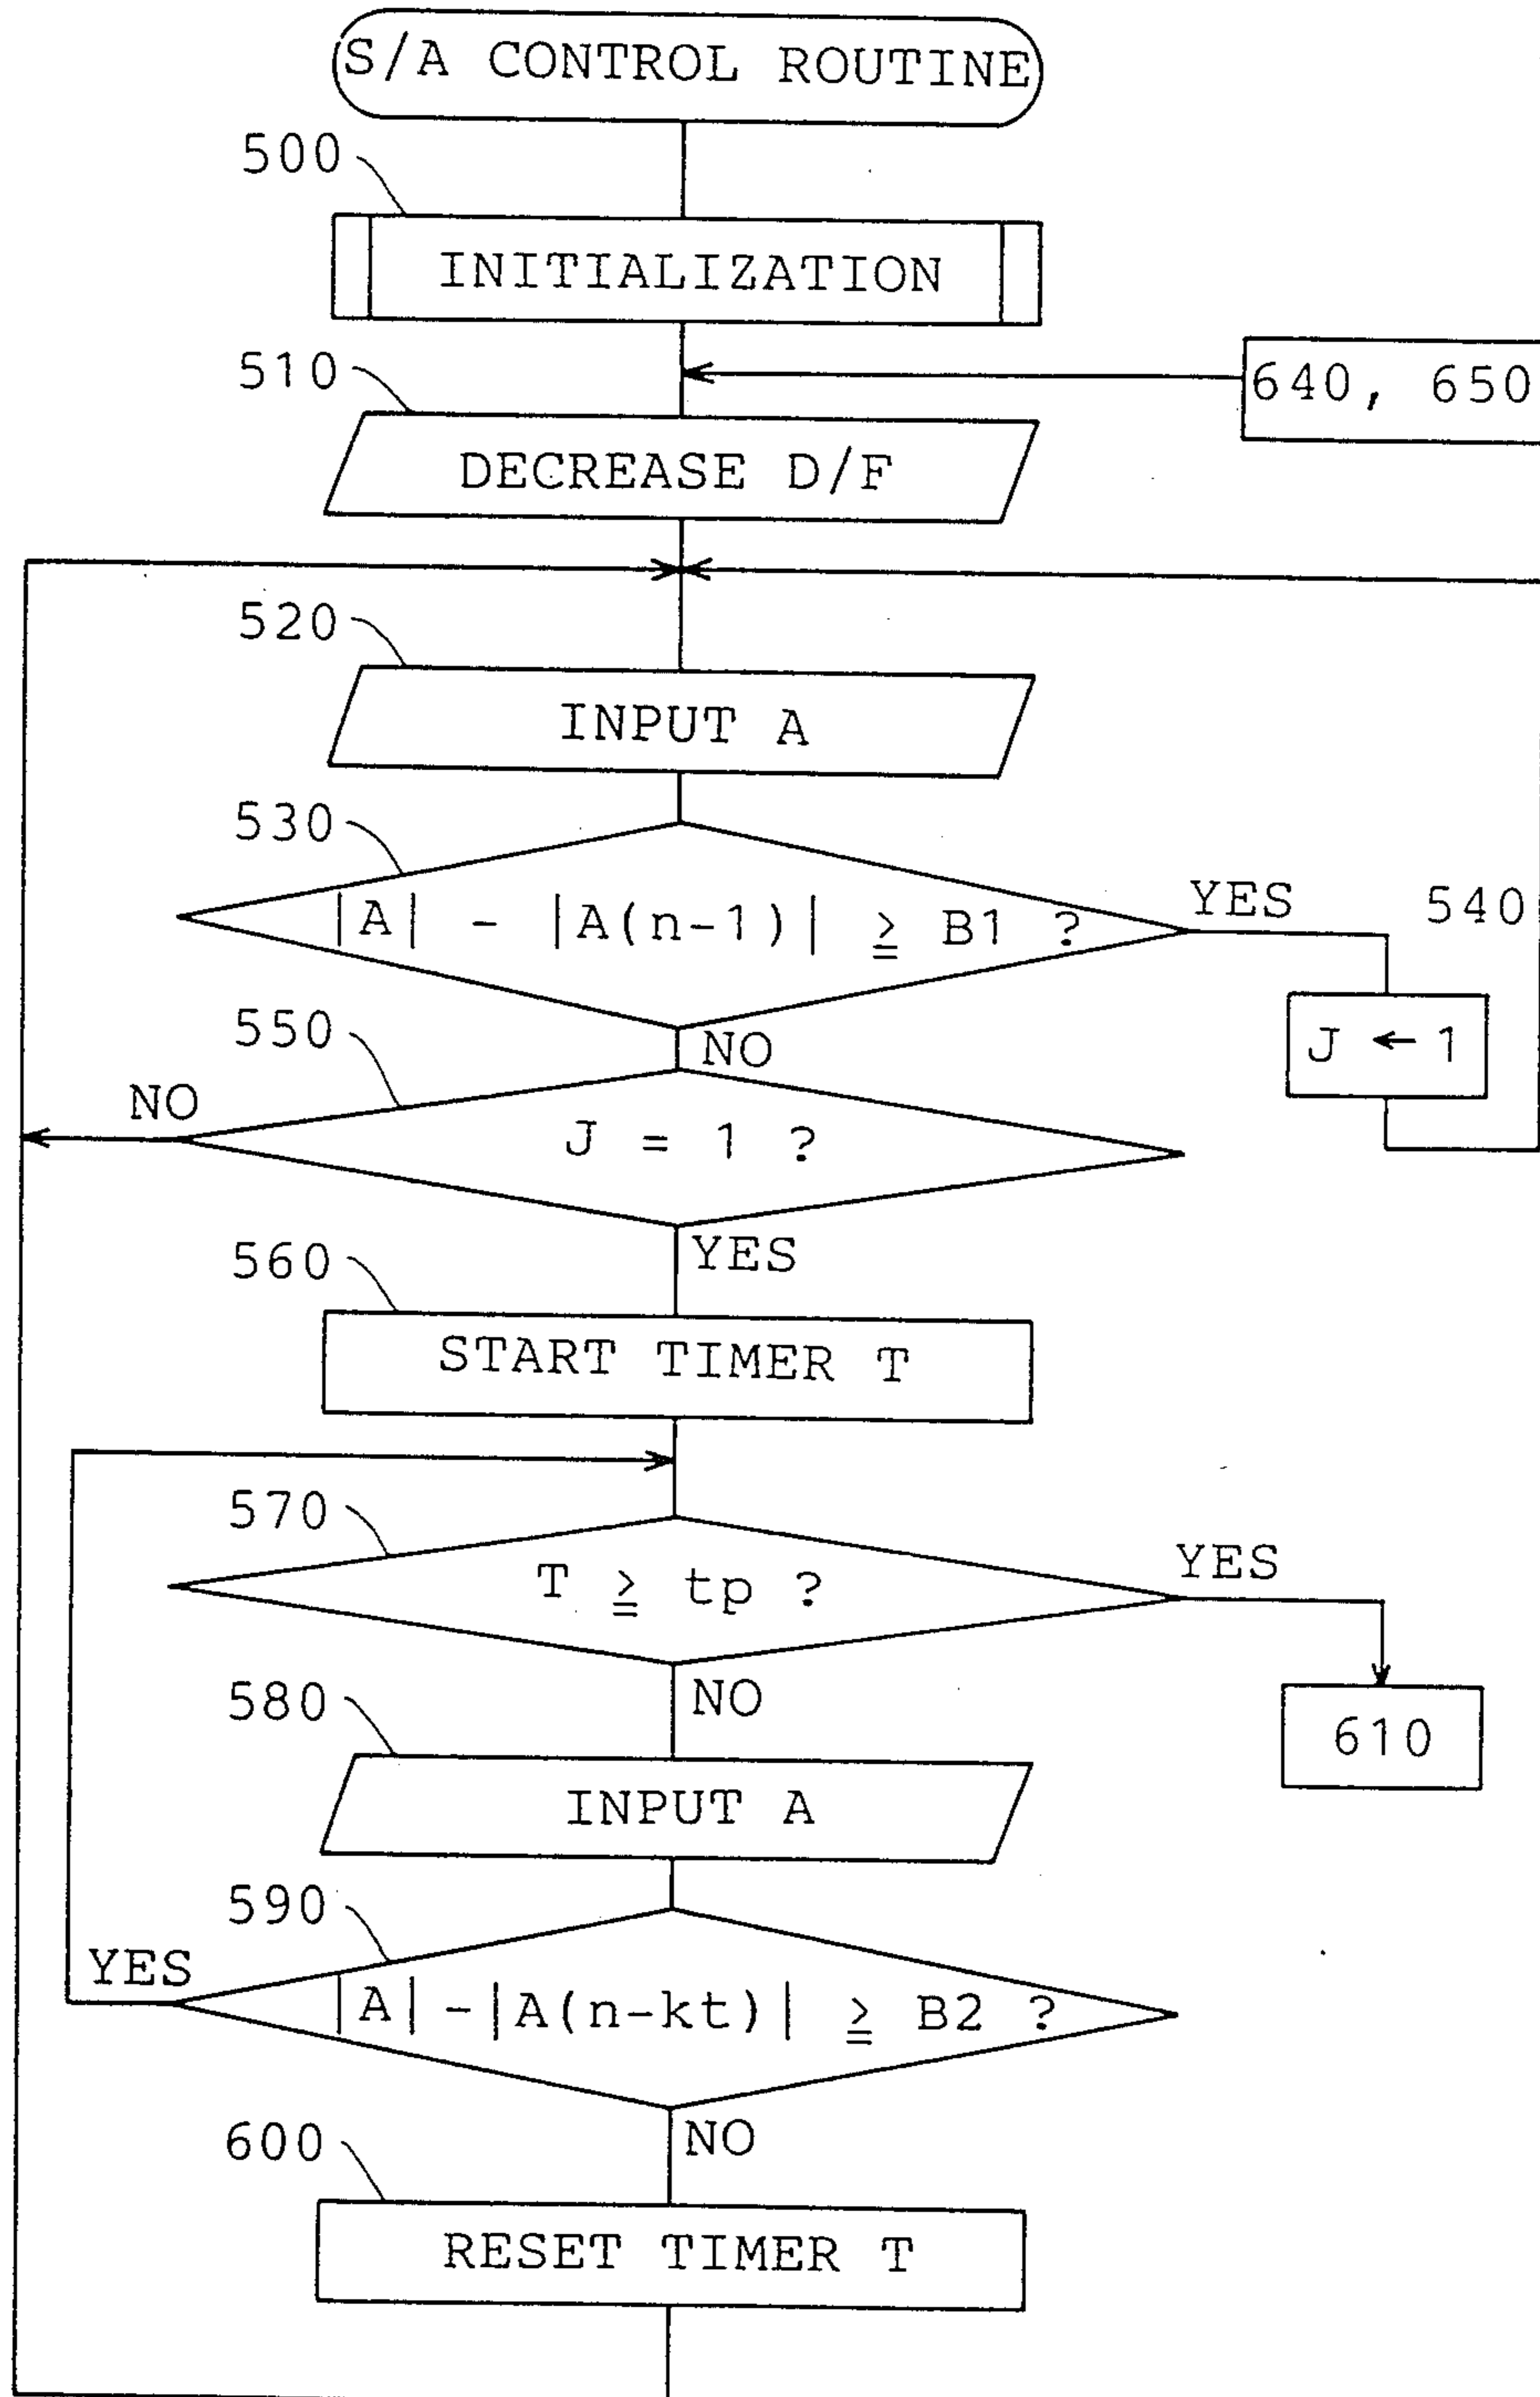 S/A CONTROL ROUTINE
500
INITIALIZATION
510
640, 650
DECREASE D/F
520
INPUT A
530
|A| - |A(n-1)| ≧ B1 ?
YES
540
J ← 1
NO
550
NO
J = 1 ?
YES
560
START TIMER T
570
T ≧ tp ?
YES
NO
610
580
INPUT A
590
YES
|A| -|A(n-kt)| ≧ B2 ?
NO
600
RESET TIMER T